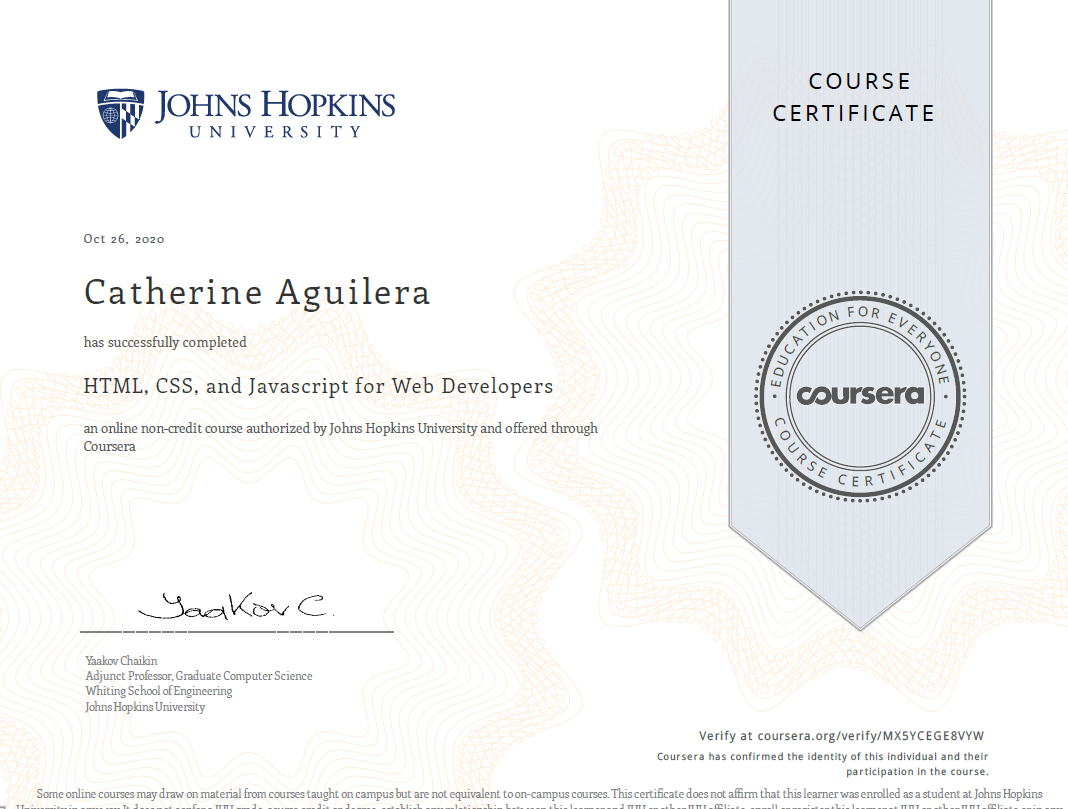 JOHNS HOPKINS
UNIVERSITY
COURSE
CERTIFICATE
Oct 26, 2020
Catherine Aguilera
has successfully completed
HTML, CSS, and Javascript for Web Developers
an online non-credit course authorized by Johns Hopkins University and offered through
Coursera
EDUCATION FOR EVERYONE
coursera
COURSE CERTIFICATE
Yaakov C.
Yaakov Chaikin
Adjunct Professor, Graduate Computer Science
Whiting School of Engineering
Johns Hopkins University
Verify at coursera.org/verify/MX5YCEGE8VYW
Coursera has confirmed the identity of this individual and their
participation in the course.
Some online courses may draw on material from courses taught on campus but are not equivalent to on-campus courses. This certificate does not affirm that this learner was enrolled as a student at Johns Hopkins